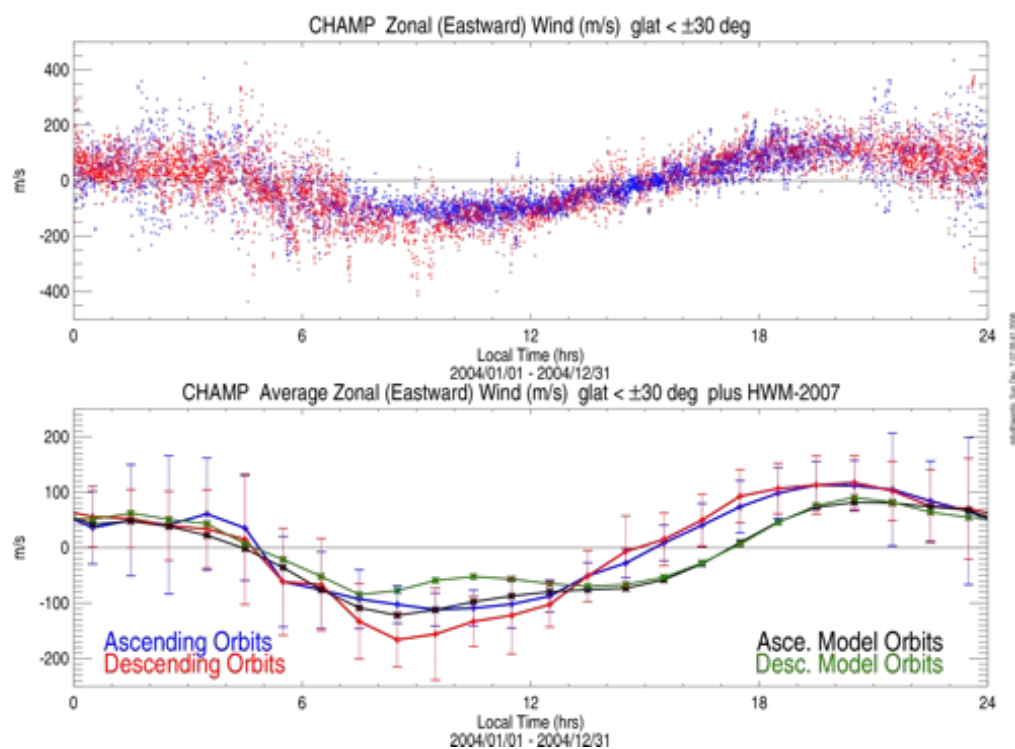 CHAMP Zonal (Eastward) Wind (m/s) glat < ±30 deg
400
200
0
-200
-400
m/s
0
6
12
18
24
Local Time (hrs)
2004/01/01 - 2004/12/31
CHAMP Average Zonal (Eastward) Wind (m/s) glat < ±30 deg plus HWM-2007
200
100
0
-100
-200
m/s
Ascending Orbits
Descending Orbits
Asce. Model Orbits
Desc. Model Orbits
0
6
12
18
24
Local Time (hrs)
2004/01/01 - 2004/12/31